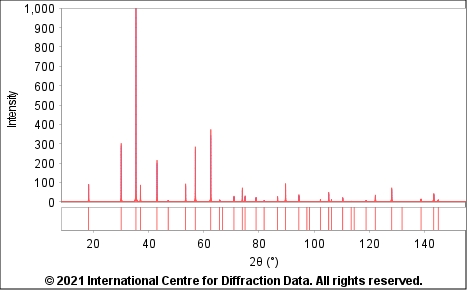 1,000
900
800
700
600
500
400
300
200
100
0
Intensity
20 40 60 80 100 120 140
2θ (°)
© 2021 International Centre for Diffraction Data. All rights reserved.